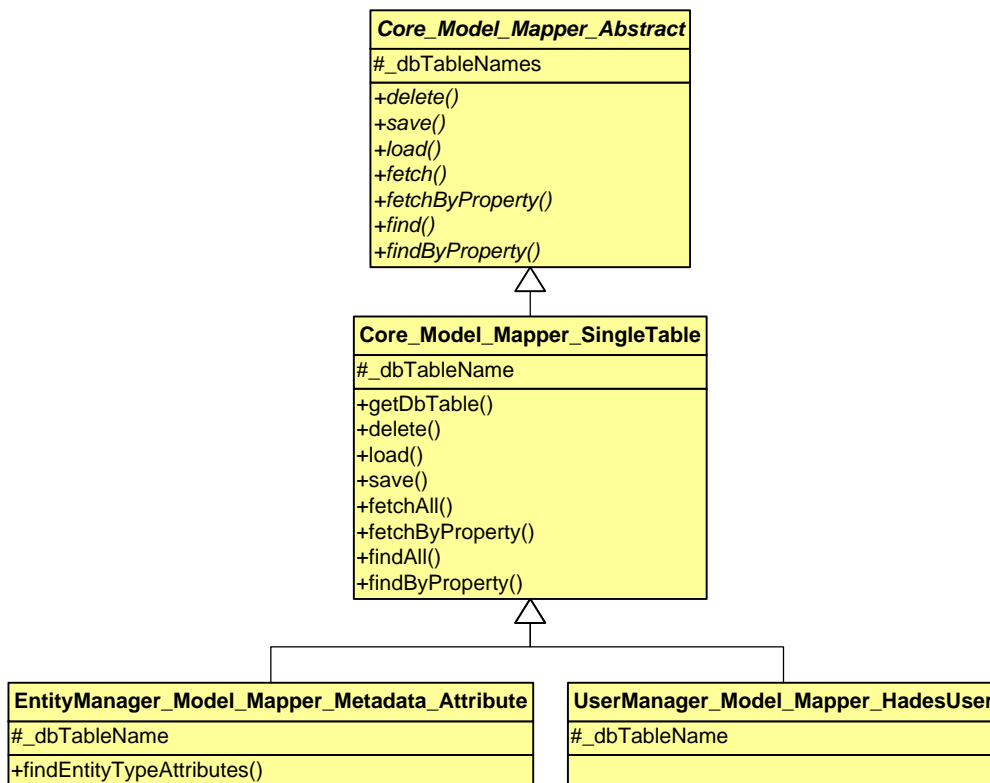 Core_Model_Mapper_Abstract
#_dbTableNames
+delete()
+save()
+load()
+fetch()
+fetchByProperty()
+find()
+findByProperty()
Core_Model_Mapper_SingleTable
#_dbTableName
+getDbTable()
+delete()
+load()
+save()
+fetchAll()
+fetchByProperty()
+findAll()
+findByProperty()
EntityManager_Model_Mapper_Metadata_Attribute
#_dbTableName
+findEntityTypeAttributes()
UserManager_Model_Mapper_HadesUser
#_dbTableName